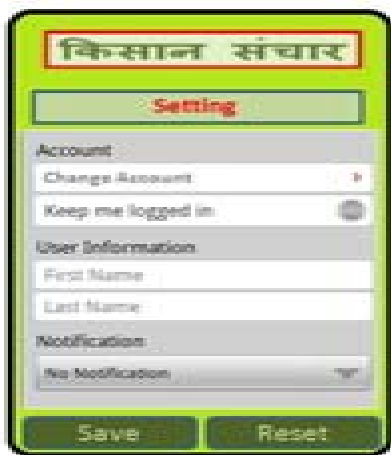 किसान संचार
Setting
Account
Change Account
Keep me logged in
User Information
First Name
Last Name
Notification
No Notification
Save Reset